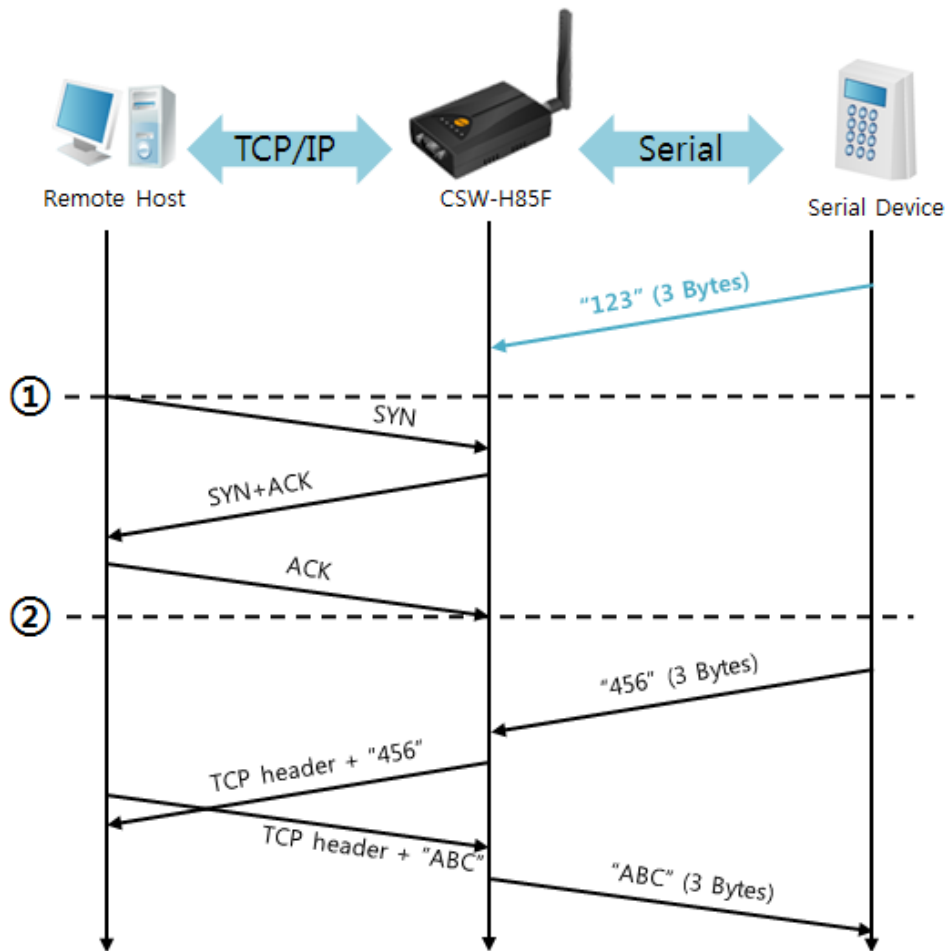 TCP/IP
Serial
Remote Host
CSW-H85F
Serial Device
“123” (3 Bytes)
①
SYN
SYN+ACK
ACK
②
“456” (3 Bytes)
TCP header + “456”
TCP header + “ABC”
“ABC” (3 Bytes)